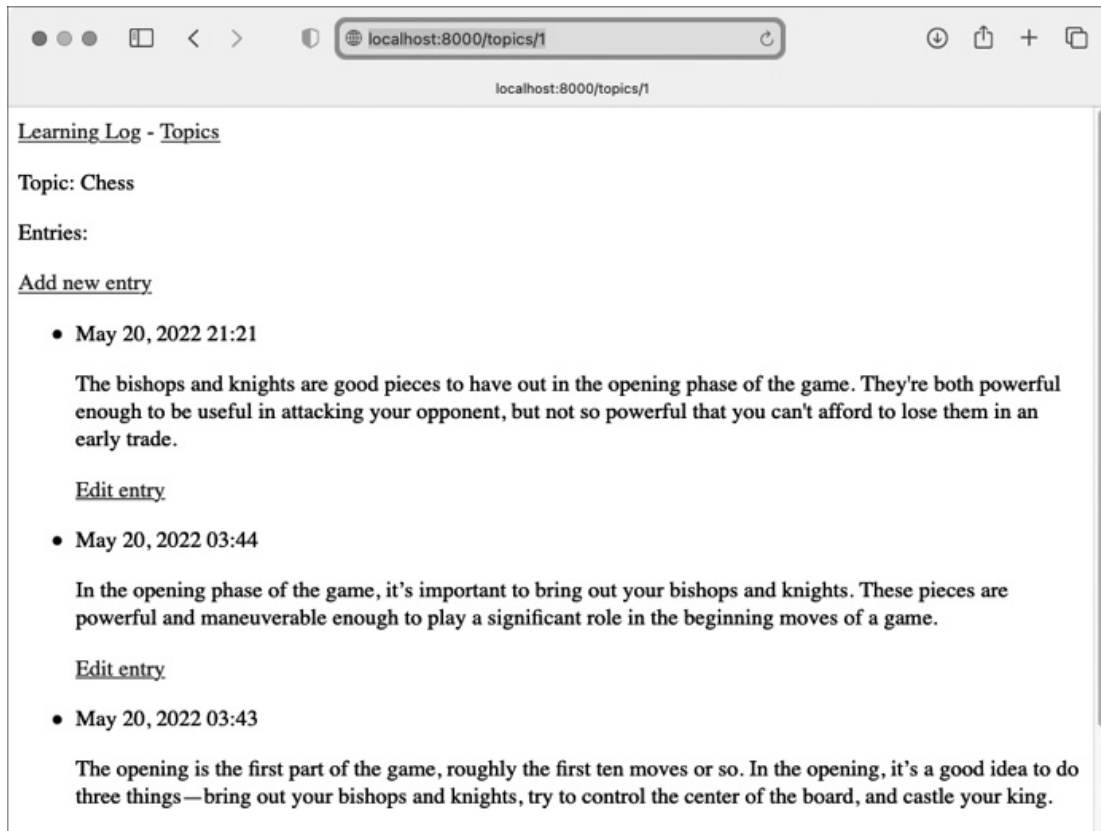 localhost:8000/topics/1
localhost:8000/topics/1
Learning Log - Topics
Topic: Chess
Entries:
Add new entry
• May 20, 2022 21:21
The bishops and knights are good pieces to have out in the opening phase of the game. They're both powerful
enough to be useful in attacking your opponent, but not so powerful that you can't afford to lose them in an
early trade.
Edit entry
• May 20, 2022 03:44
In the opening phase of the game, it’s important to bring out your bishops and knights. These pieces are
powerful and maneuverable enough to play a significant role in the beginning moves of a game.
Edit entry
• May 20, 2022 03:43
The opening is the first part of the game, roughly the first ten moves or so. In the opening, it’s a good idea to do
three things—bring out your bishops and knights, try to control the center of the board, and castle your king.